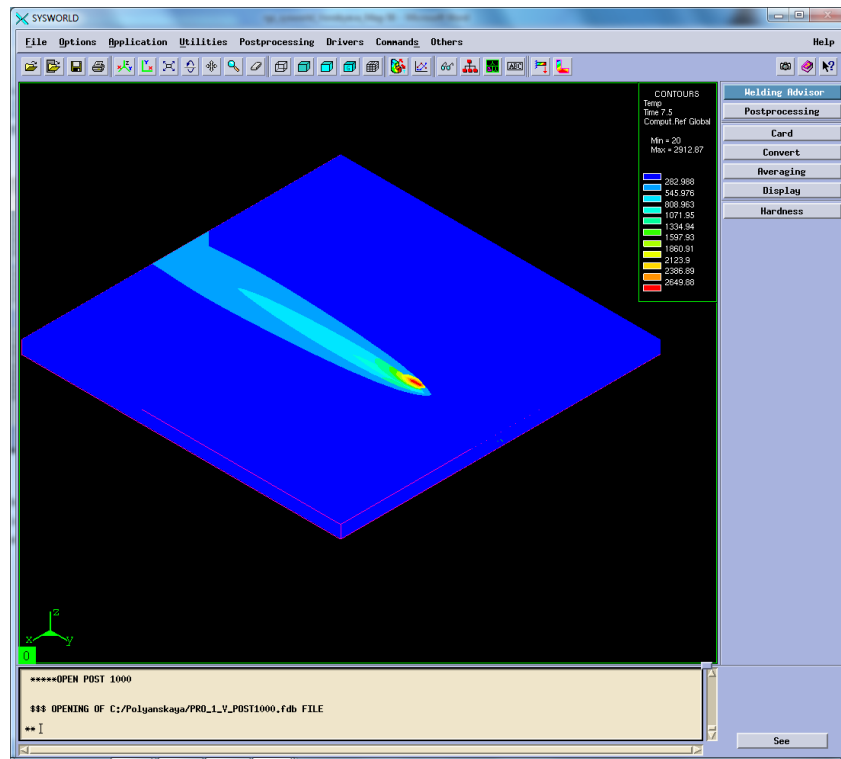 SYSWORLD
File Options Application Utilities Postprocessing Drivers Commands Others Help
CONTOURS
Temp
Time 7.5
Comput.Ref Global
Min = 20
Max = 2912.87
282.988
545.976
808.963
1071.95
1334.94
1597.93
1860.91
2123.9
2386.89
2649.88
Welding Advisor
Postprocessing
Card
Convert
Averaging
Display
Hardness
z
x
y
0
*****OPEN POST 1000
$$$ OPENING OF C:/Polyanskaya/PRO_1_V_POST1000.fdb FILE
**
See